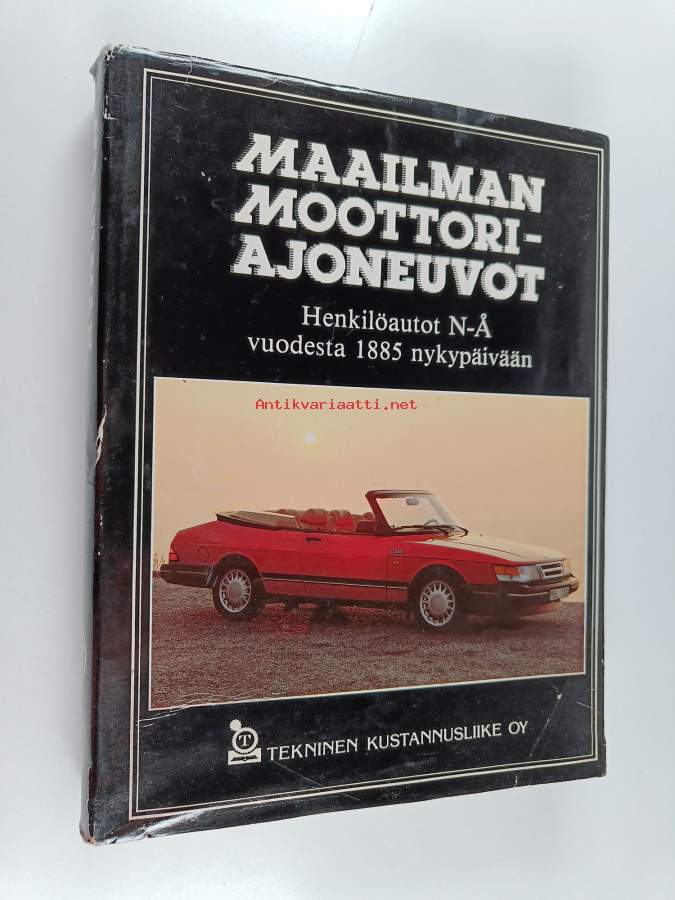 MAAILMAN
MOOTTORI-
AJONEUVOT
Henkilöautot N-Å
vuodesta 1885 nykypäivään
Antikvariaatti.net
T
TEKNINEN KUSTANNUSLIIKE OY